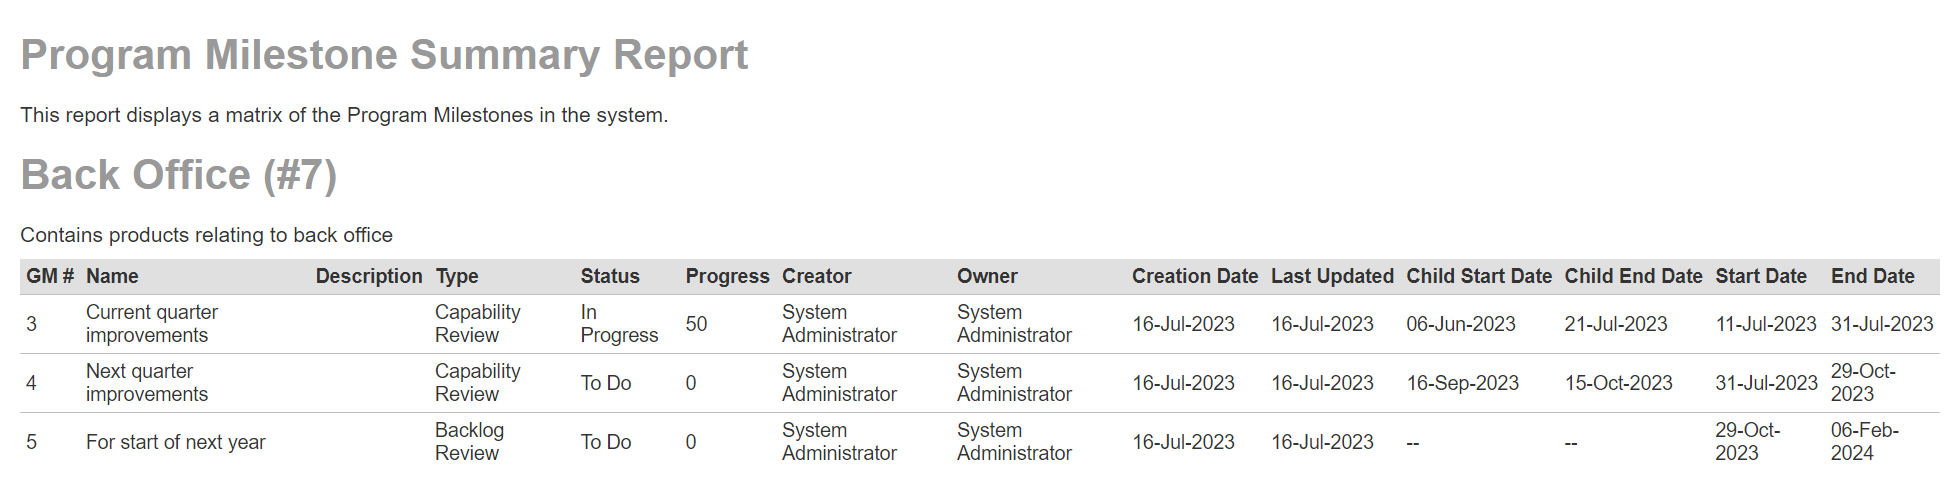 Program Milestone Summary Report
This report displays a matrix of the Program Milestones in the system.
Back Office (#7)
Contains products relating to back office
GM # Name Description Type Status Progress Creator Owner Creation Date Last Updated Child Start Date Child End Date Start Date End Date
3 Current quarter improvements Capability Review In Progress 50 System Administrator System Administrator 16-Jul-2023 16-Jul-2023 06-Jun-2023 21-Jul-2023 11-Jul-2023 31-Jul-2023
4 Next quarter improvements Capability Review To Do 0 System Administrator System Administrator 16-Jul-2023 16-Jul-2023 16-Sep-2023 15-Oct-2023 31-Jul-2023 29-Oct-2023
5 For start of next year Backlog Review To Do 0 System Administrator System Administrator 16-Jul-2023 16-Jul-2023 -- -- 29-Oct-2023 06-Feb-2024